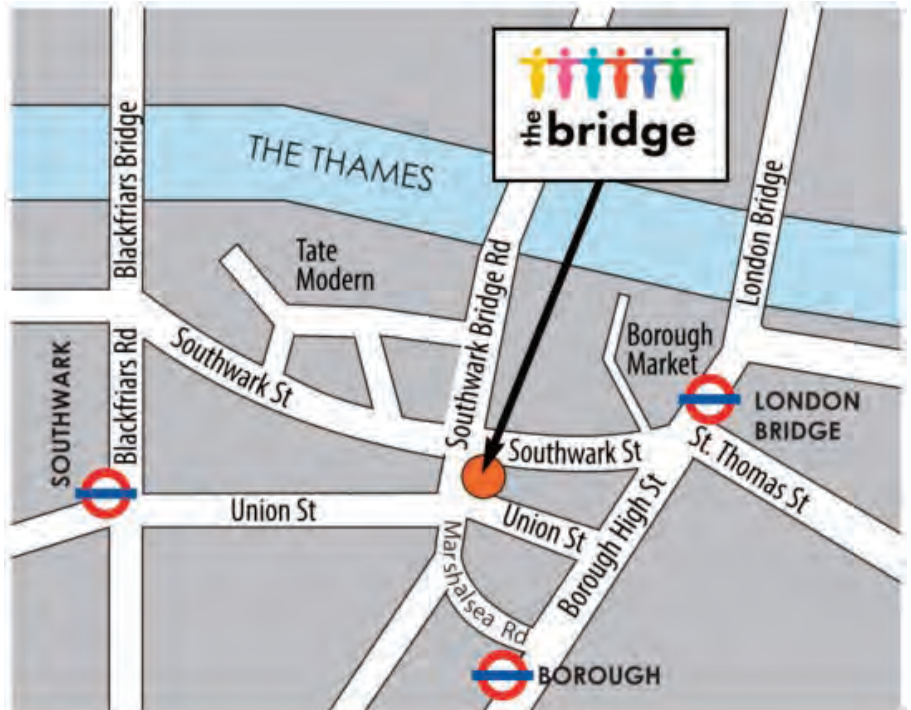 the bridge
THE THAMES
Blackfriars Bridge
London Bridge
Tate
Modern
Southwark Bridge Rd
Borough
Market
SOUTHWARK
Blackfriars Rd
Southwark St
LONDON
BRIDGE
Southwark St
St. Thomas St
Union St
Union St
Borough High St
Marshalsea Rd
BOROUGH